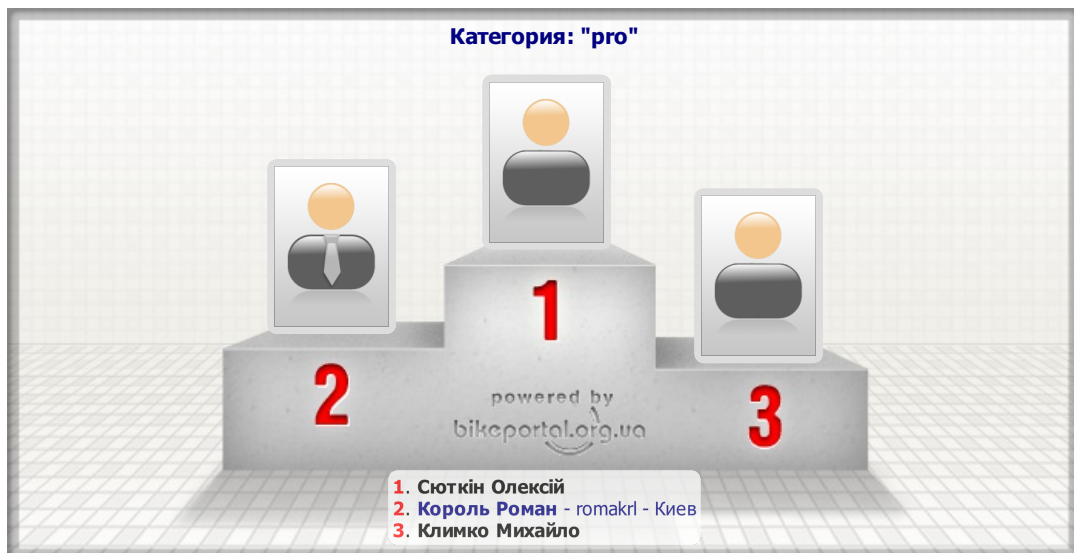 Категория: "pro"
1
2
3
powered by
bikeportal.org.ua
1. Сюткін Олексій
2. Король Роман - romakrl - Киев
3. Климко Михайло